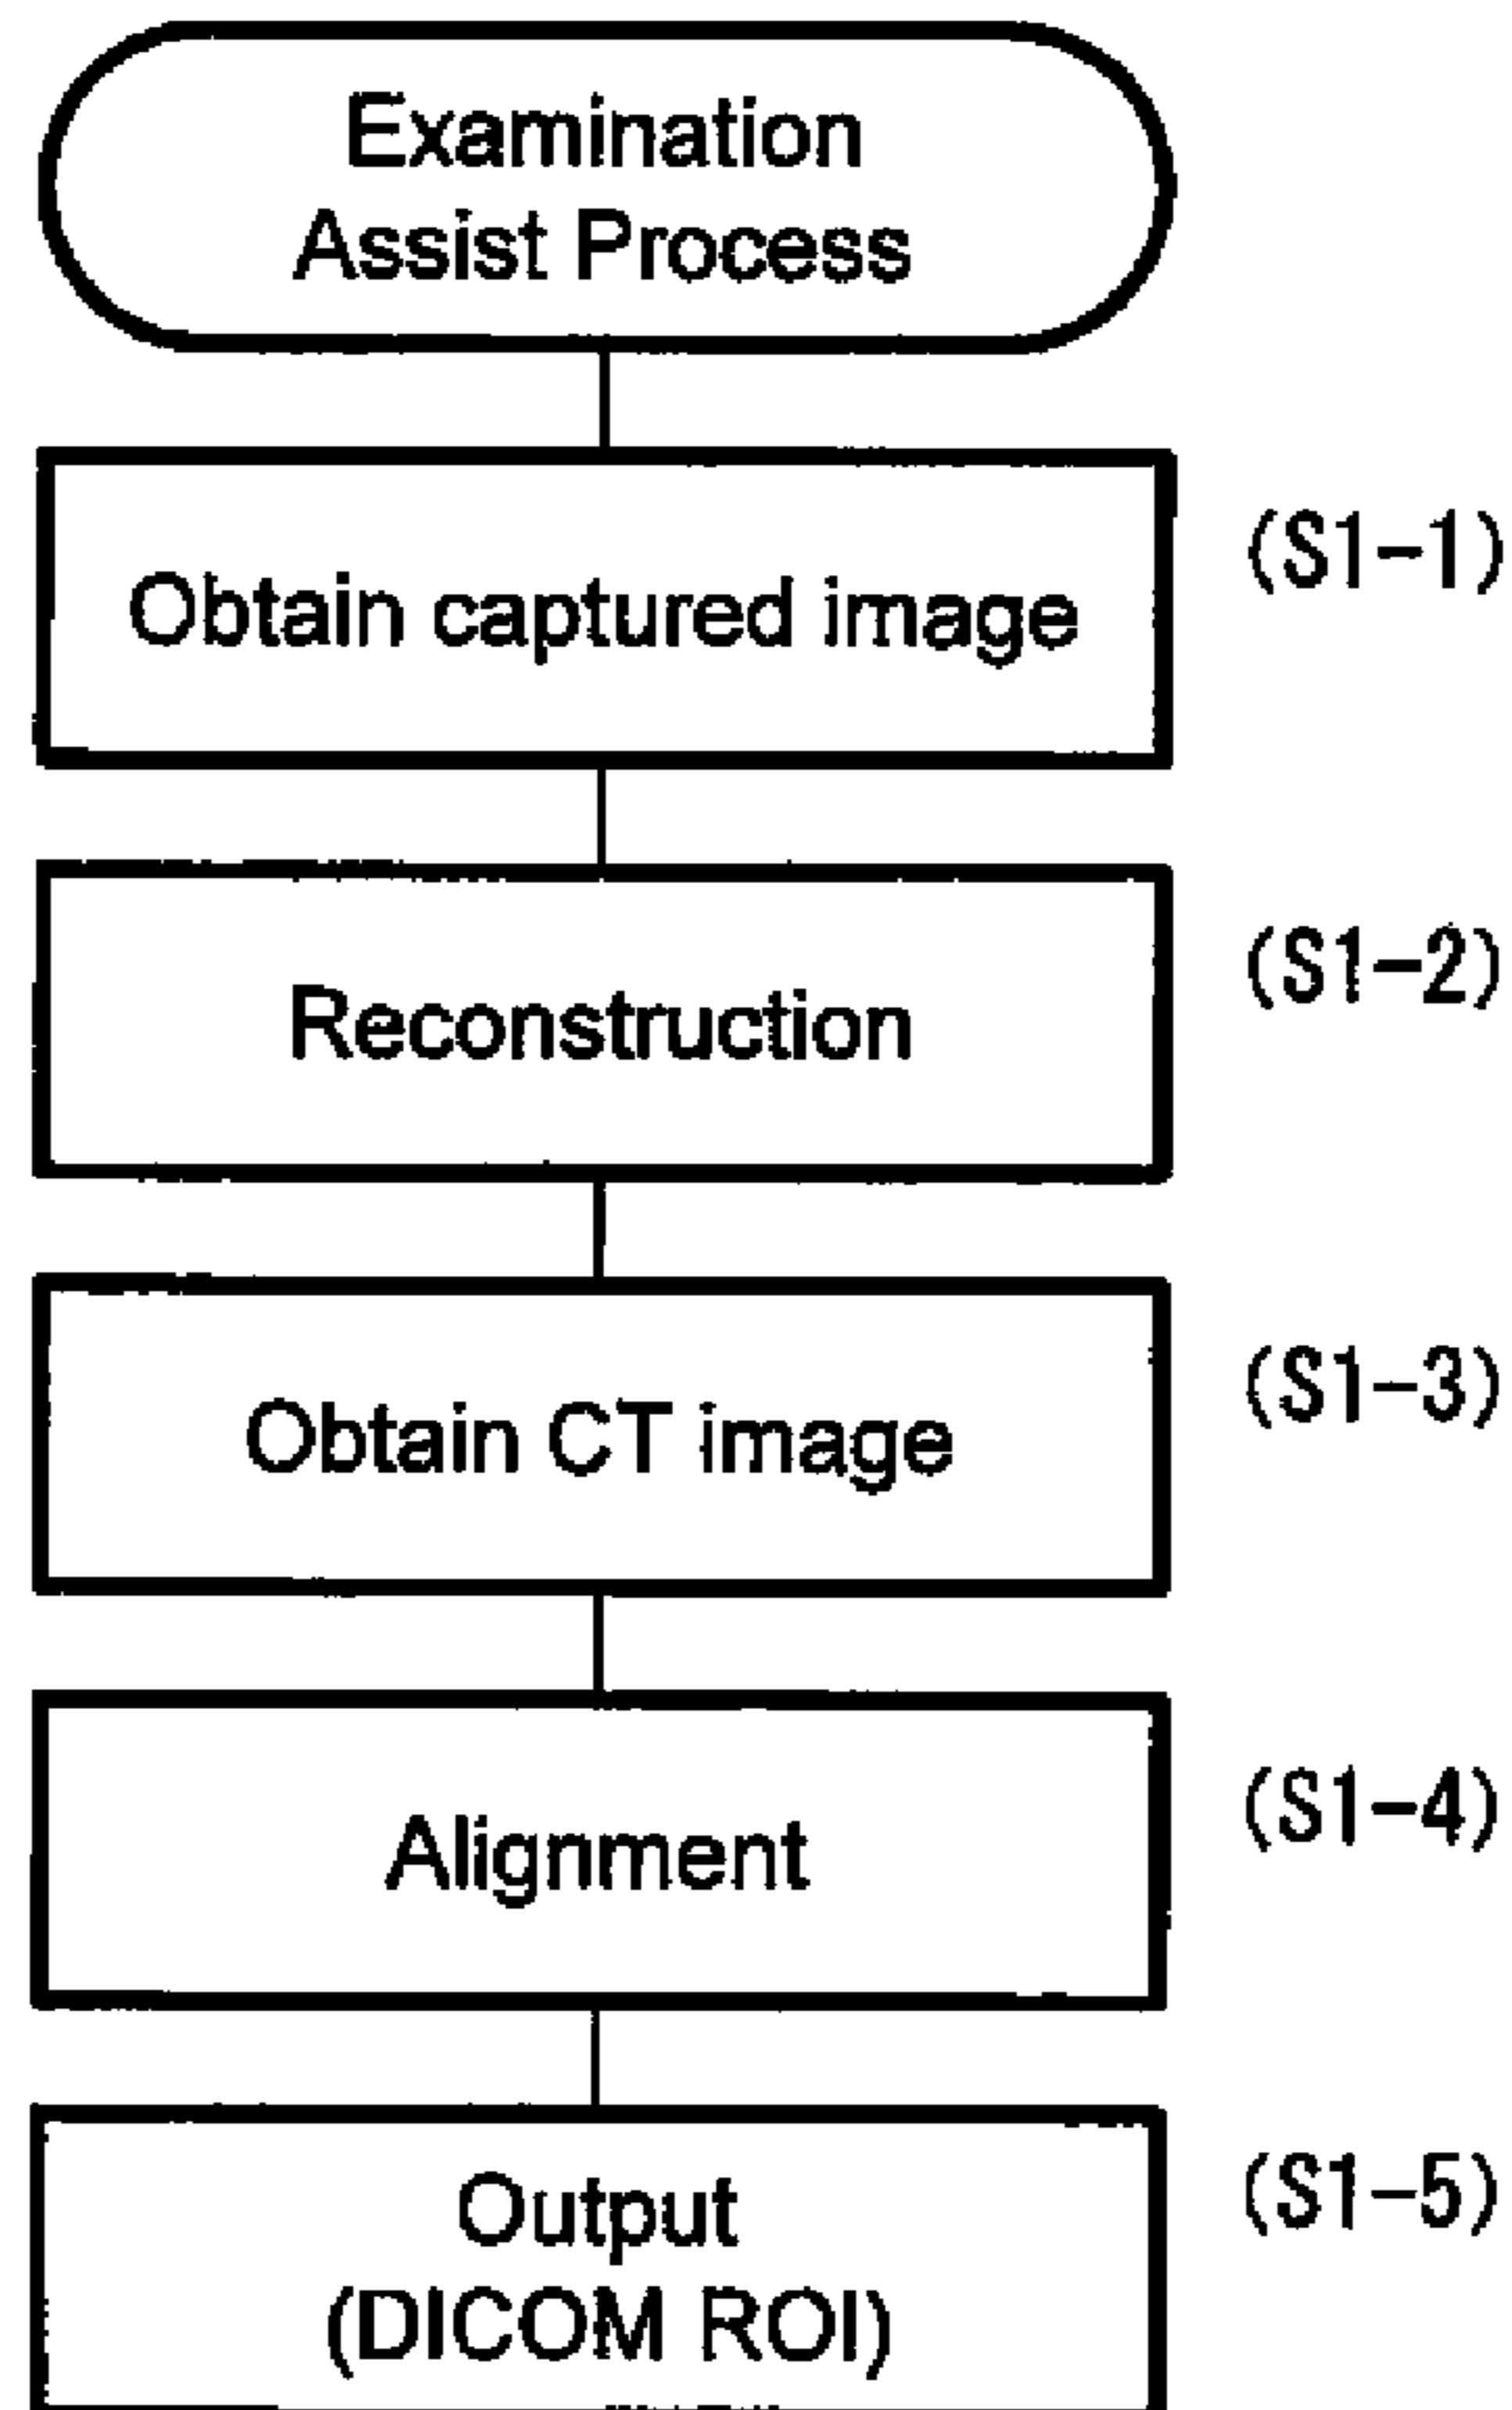 Examination
Assist Process
Obtain captured image
(S1-1)
Reconstruction
(S1-2)
Obtain CT image
(S1-3)
Alignment
(S1-4)
Output
(DICOM ROI)
(S1-5)